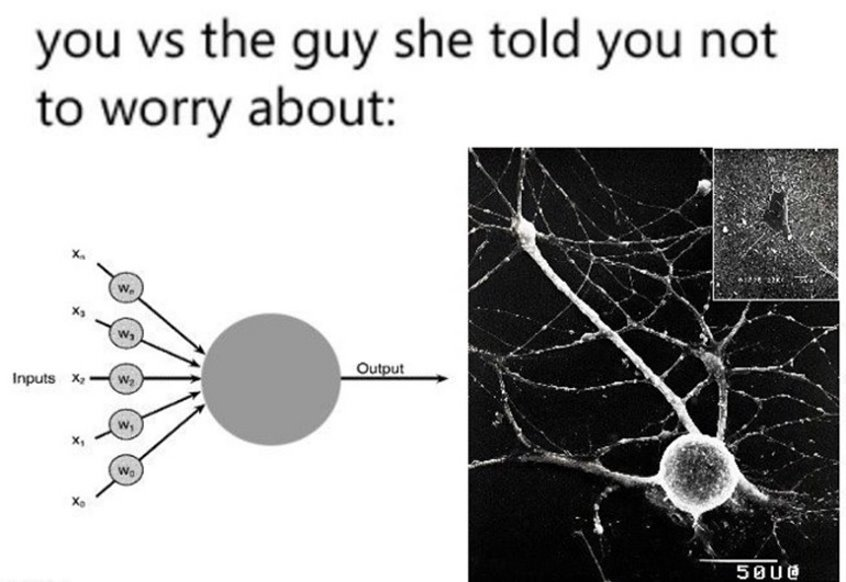 you vs the guy she told you not
to worry about:
Xₙ
Wₙ
X₃
W₃
Inputs X₂ W₂ Output
W₁
X₁
W₀
X₀
50U